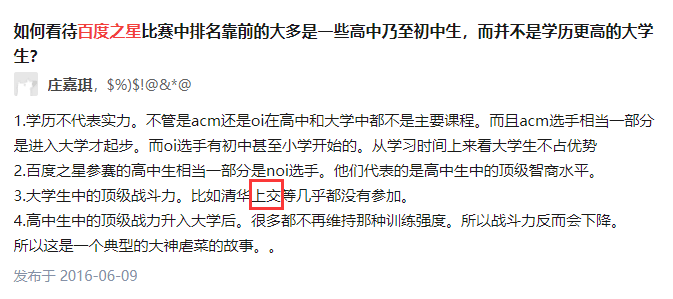 如何看待百度之星比赛中排名靠前的大多是一些高中乃至初中生，而并不是学历更高的大学
生？
庄嘉琪，$%)$!@&*@
1.学历不代表实力。不管是acm还是oi在高中和大学中都不是主要课程。而且acm选手相当一部分
是进入大学才起步。而oi选手有初中甚至小学开始的。从学习时间上来看大学生不占优势
2.百度之星参赛的高中生相当一部分是noi选手。他们代表的是高中生中的顶级智商水平。
3.大学生中的顶级战斗力。比如清华上交等几乎都没有参加。
4.高中生中的顶级战力升入大学后。很多都不再维持那种训练强度。所以战斗力反而会下降。
所以这是一个典型的大神虐菜的故事。。
发布于 2016-06-09